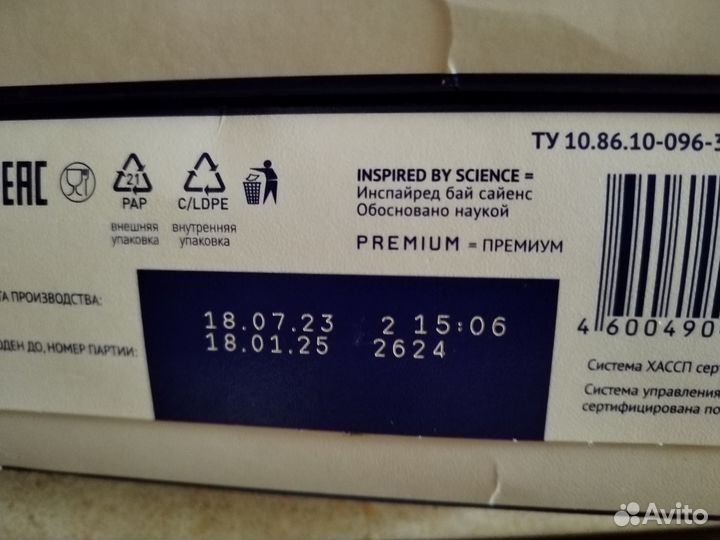 ТУ 10.86.10-096-3
EAC
21
PAP
C/LDPE
внешняя
упаковка
внутренняя
упаковка
INSPIRED BY SCIENCE =
Инспайред бай сайенс
Обосновано наукой
PREMIUM = ПРЕМИУМ
ТА ПРОИЗВОДСТВА:
18.07.23 2 15:06
ОДЕН ДО, НОМЕР ПАРТИИ:
18.01.25 2624
4 600490
Система ХАССП сер
Система управления
сертифицирована по
Avito